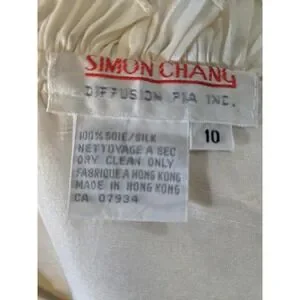 SIMON CHANG
DIFFUSION PIA INC.
10
100% SOIE/SILK
NETTOYAGE A SEC
DRY CLEAN ONLY
FABRIQUE A HONG KONG
MADE IN HONG KONG
CA 07934